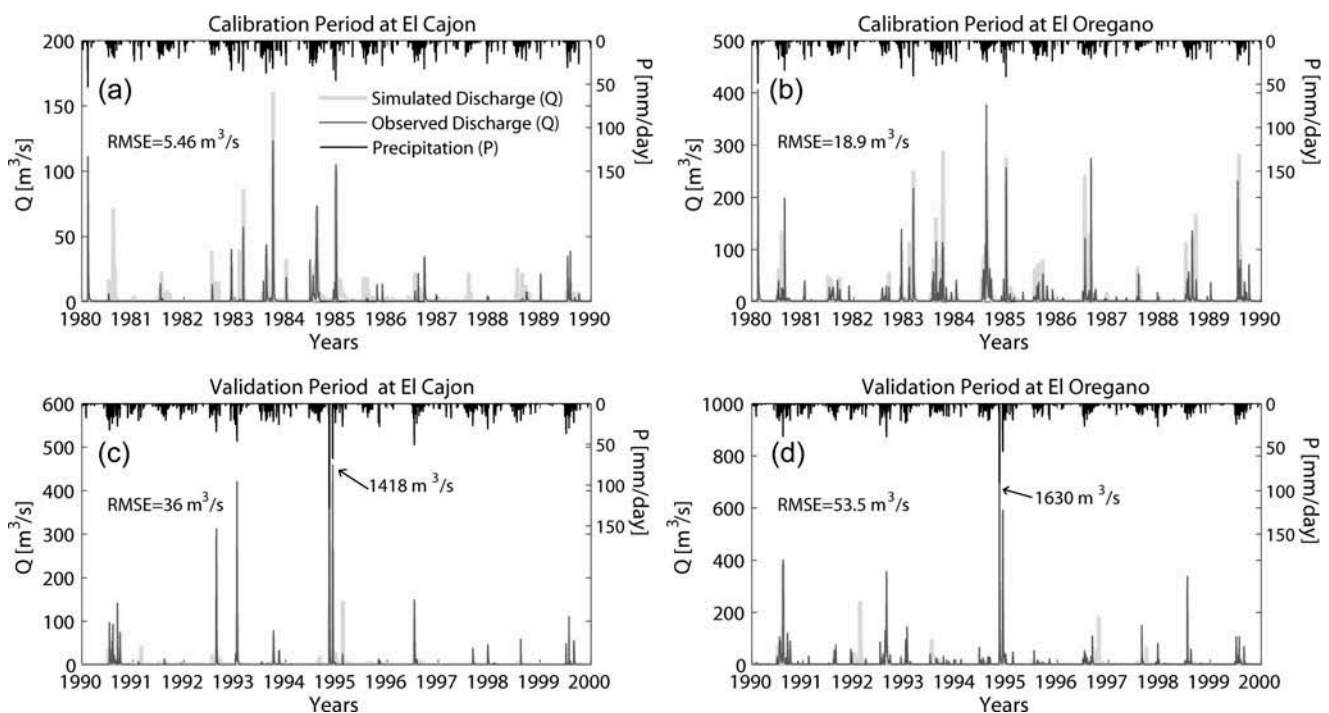 Calibration Period at El Cajon
200
150
100
50
0
Q [m³/s]
0
50
100
150
P [mm/day]
(a)
Simulated Discharge (Q)
Observed Discharge (Q)
Precipitation (P)
RMSE=5.46 m³/s
1980 1981 1982 1983 1984 1985 1986 1987 1988 1989 1990
Years
Calibration Period at El Oregano
500
400
300
200
100
0
Q [m³/s]
0
50
100
150
P [mm/day]
(b)
RMSE=18.9 m³/s
1980 1981 1982 1983 1984 1985 1986 1987 1988 1989 1990
Years
Validation Period at El Cajon
600
500
400
300
200
100
0
Q [m³/s]
0
50
100
150
P [mm/day]
(c)
1418 m³/s
RMSE=36 m³/s
1990 1991 1992 1993 1994 1995 1996 1997 1998 1999 2000
Years
Validation Period at El Oregano
1000
800
600
400
200
0
Q [m³/s]
0
50
100
150
P [mm/day]
(d)
1630 m³/s
RMSE=53.5 m³/s
1990 1991 1992 1993 1994 1995 1996 1997 1998 1999 2000
Years